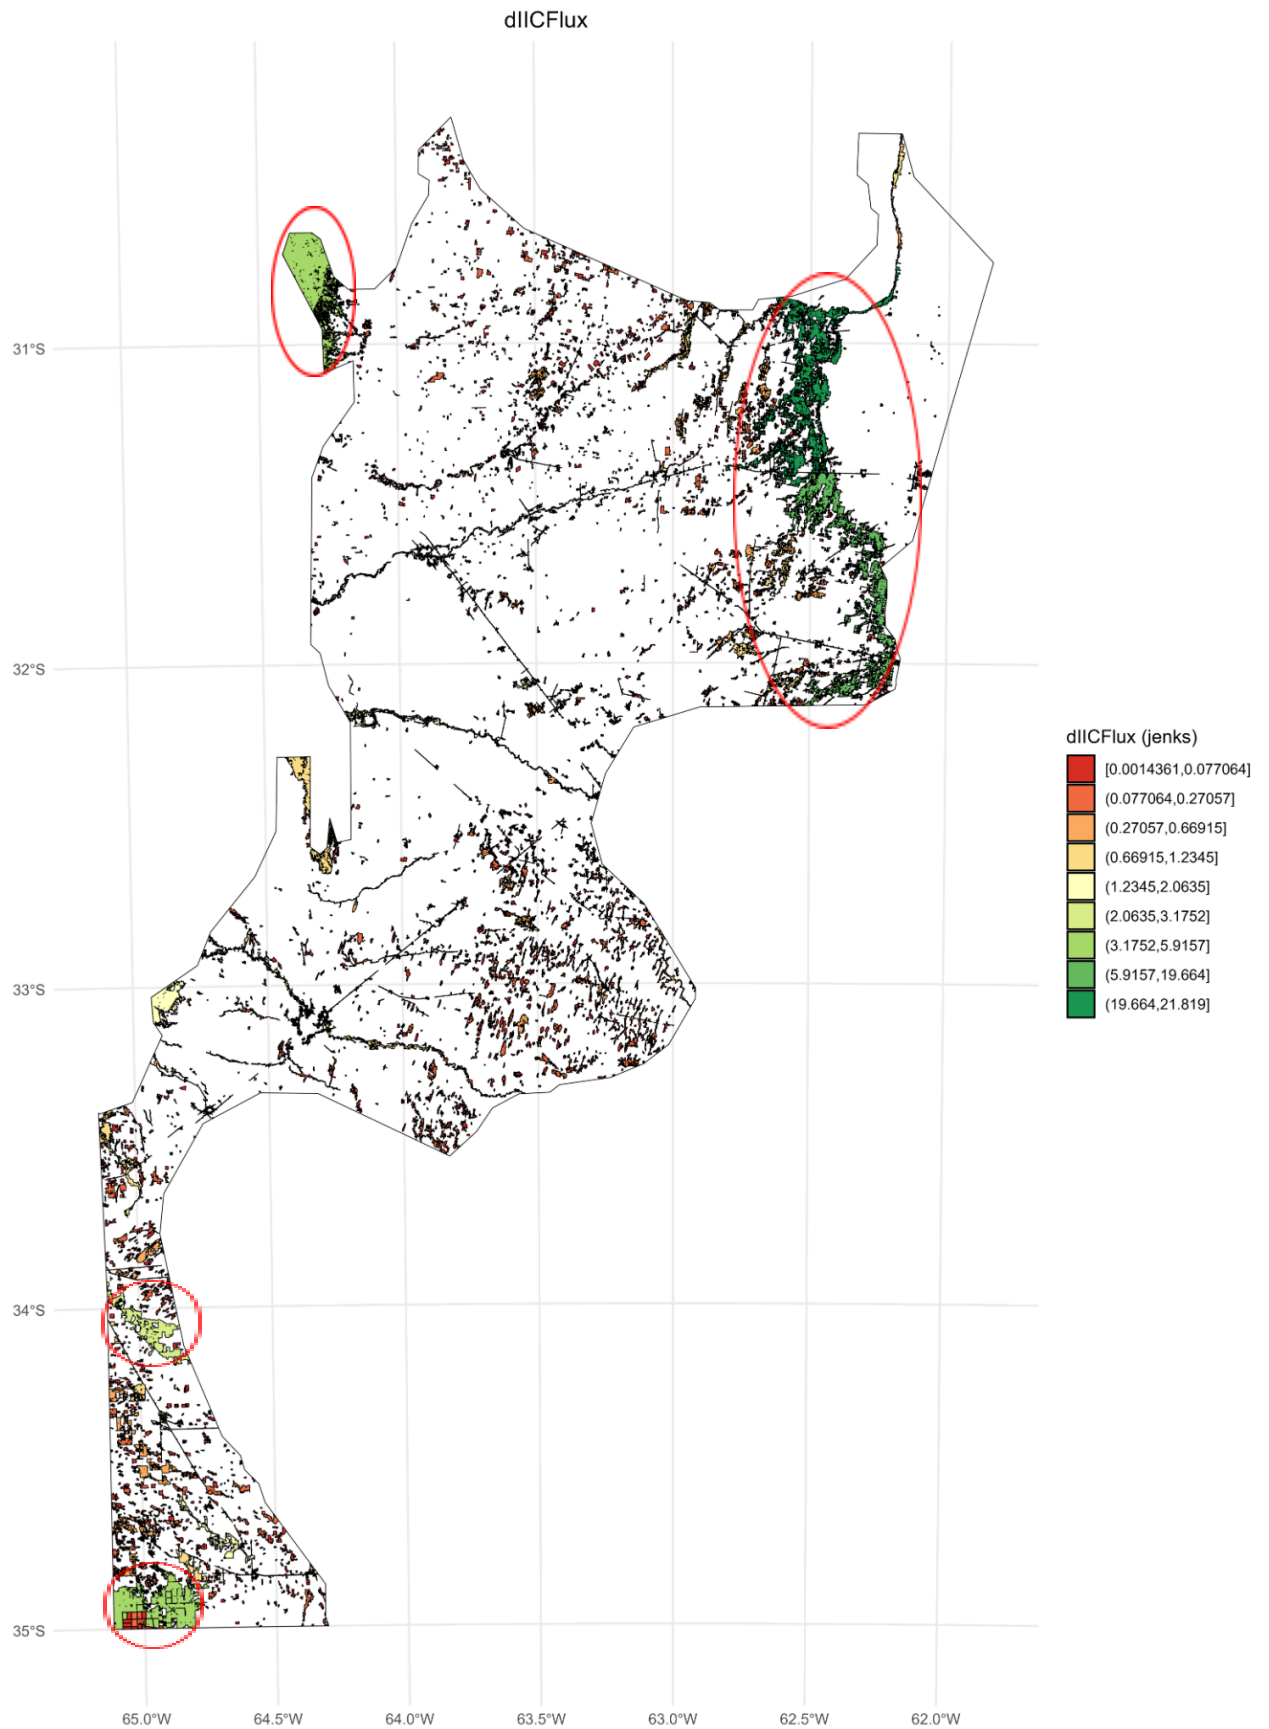 dIICFlux
31°S
32°S
33°S
34°S
35°S
65.0°W 64.5°W 64.0°W 63.5°W 63.0°W 62.5°W 62.0°W
dIICFlux (jenks)
[0.0014361,0.077064]
(0.077064,0.27057]
(0.27057,0.66915]
(0.66915,1.2345]
(1.2345,2.0635]
(2.0635,3.1752]
(3.1752,5.9157]
(5.9157,19.664]
(19.664,21.819]